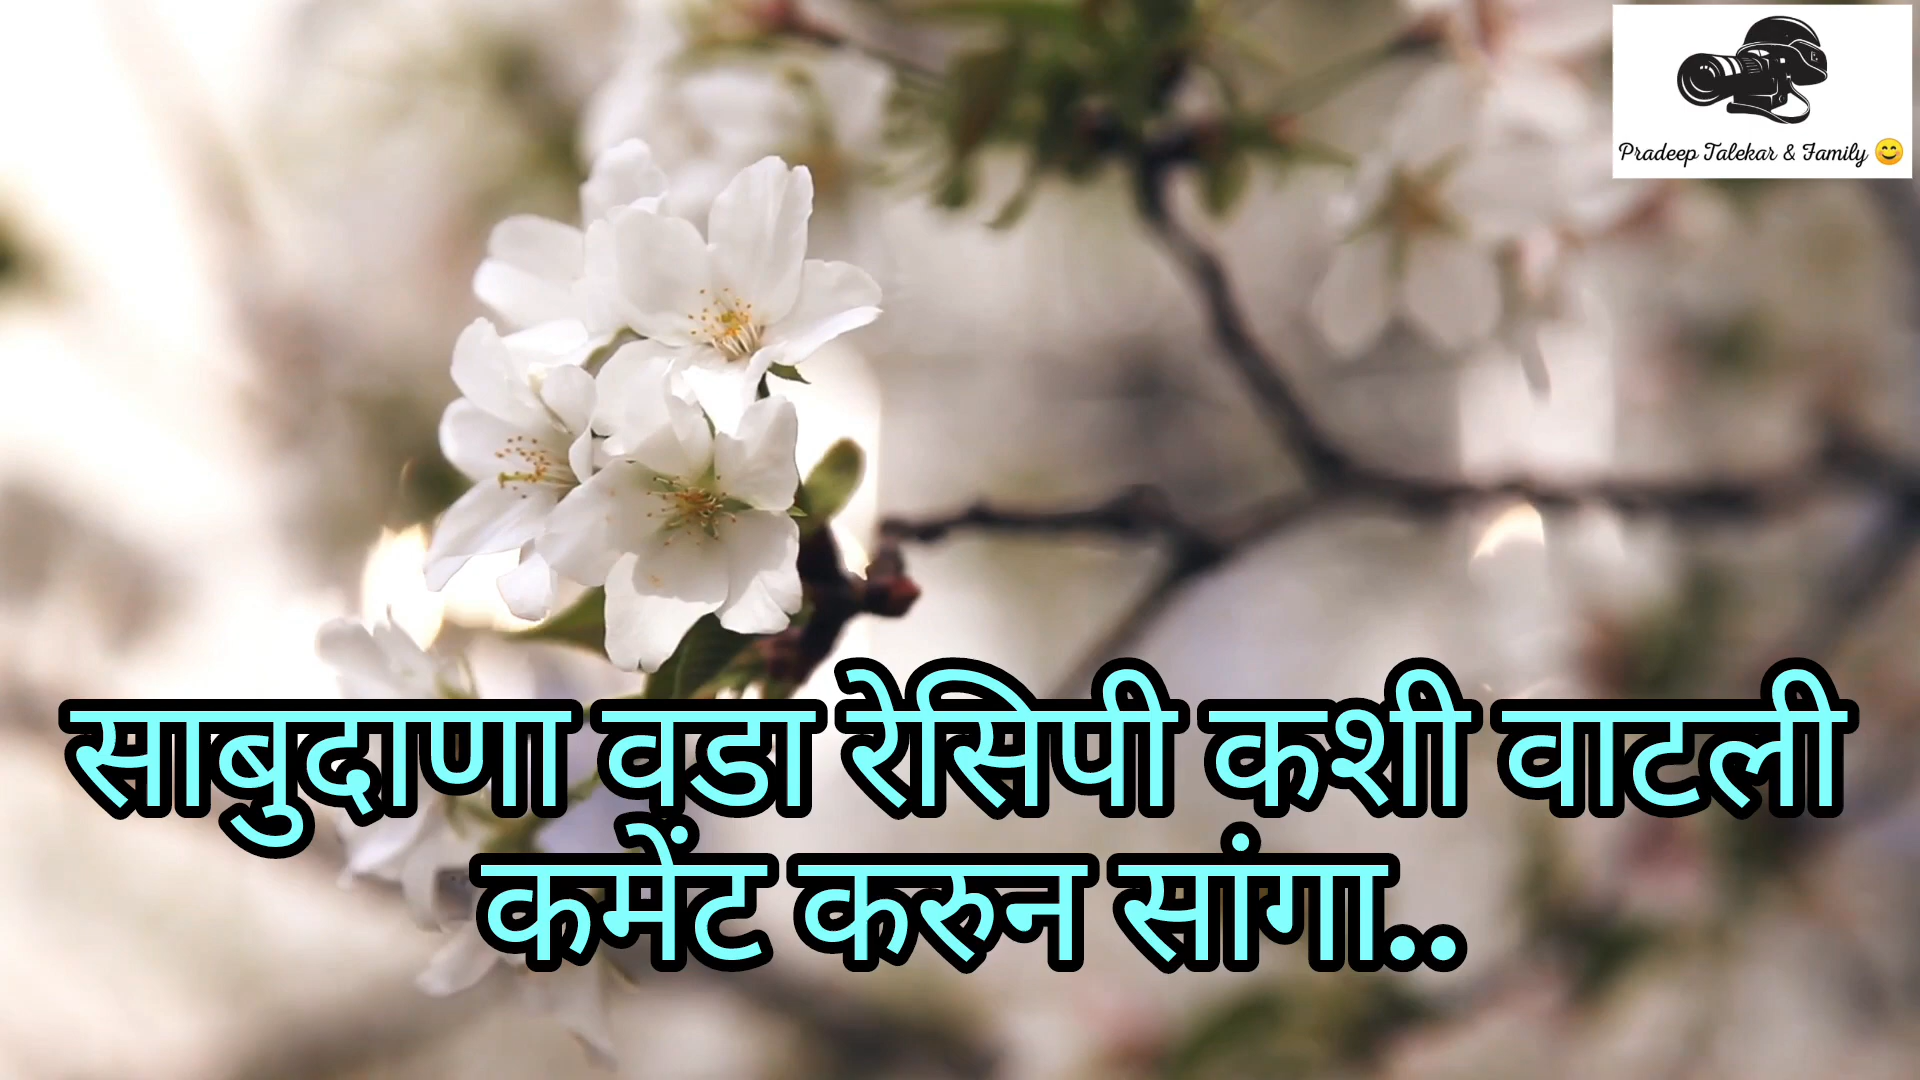 Pradeep Talekar & Family 😊
साबुदाणा वडा रेसिपी कशी वाटली
कमेंट करुन सांगा..